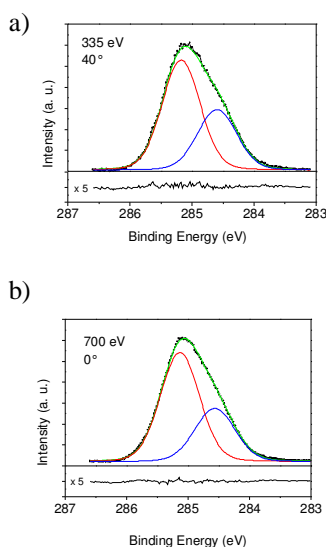 a)
335 eV
40°
Intensity (a. u.)
x 5
287 286 285 284 283
Binding Energy (eV)
b)
700 eV
0°
Intensity (a. u.)
x 5
287 286 285 284 283
Binding Energy (eV)